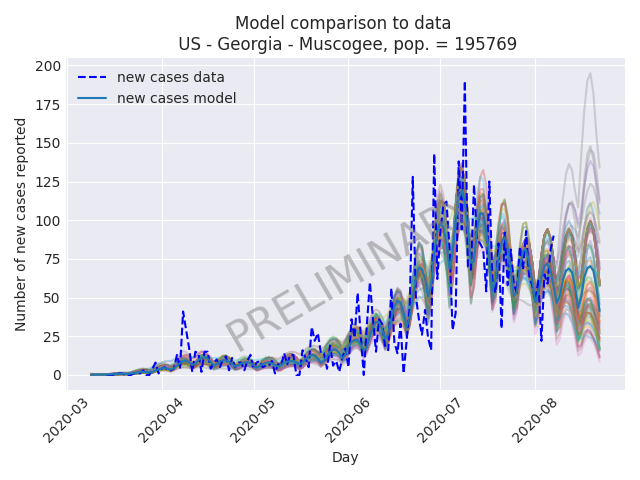 Model comparison to data
US - Georgia - Muscogee, pop. = 195769
200
175
150
125
100
75
50
25
0
Number of new cases reported
new cases data
new cases model
PRELIMINARY
2020-03
2020-04
2020-05
2020-06
2020-07
2020-08
Day